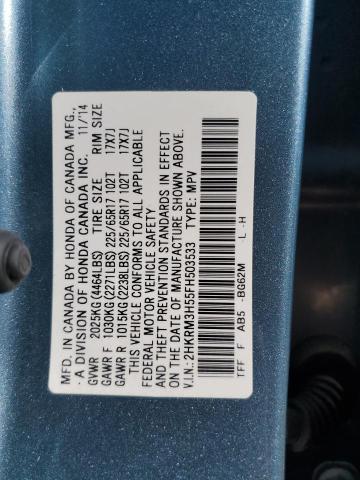 MFD. IN CANADA BY HONDA OF CANADA MFG.,
· A DIVISION OF HONDA CANADA INC. 11/14
GVWR 2025KG(4464LBS) TIRE SIZE RIM SIZE
GAWR F 1030KG(2271LBS) 225/65R17 102T 17X7J
GAWR R 1015KG(2238LBS) 225/65R17 102T 17X7J
THIS VEHICLE CONFORMS TO ALL APPLICABLE
FEDERAL MOTOR VEHICLE SAFETY
AND THEFT PREVENTION STANDARDS IN EFFECT
ON THE DATE OF MANUFACTURE SHOWN ABOVE.
V.I.N.: 2HKRM3H55FH503533 TYPE: MPV
TFF F AB5 -BG62M L -H